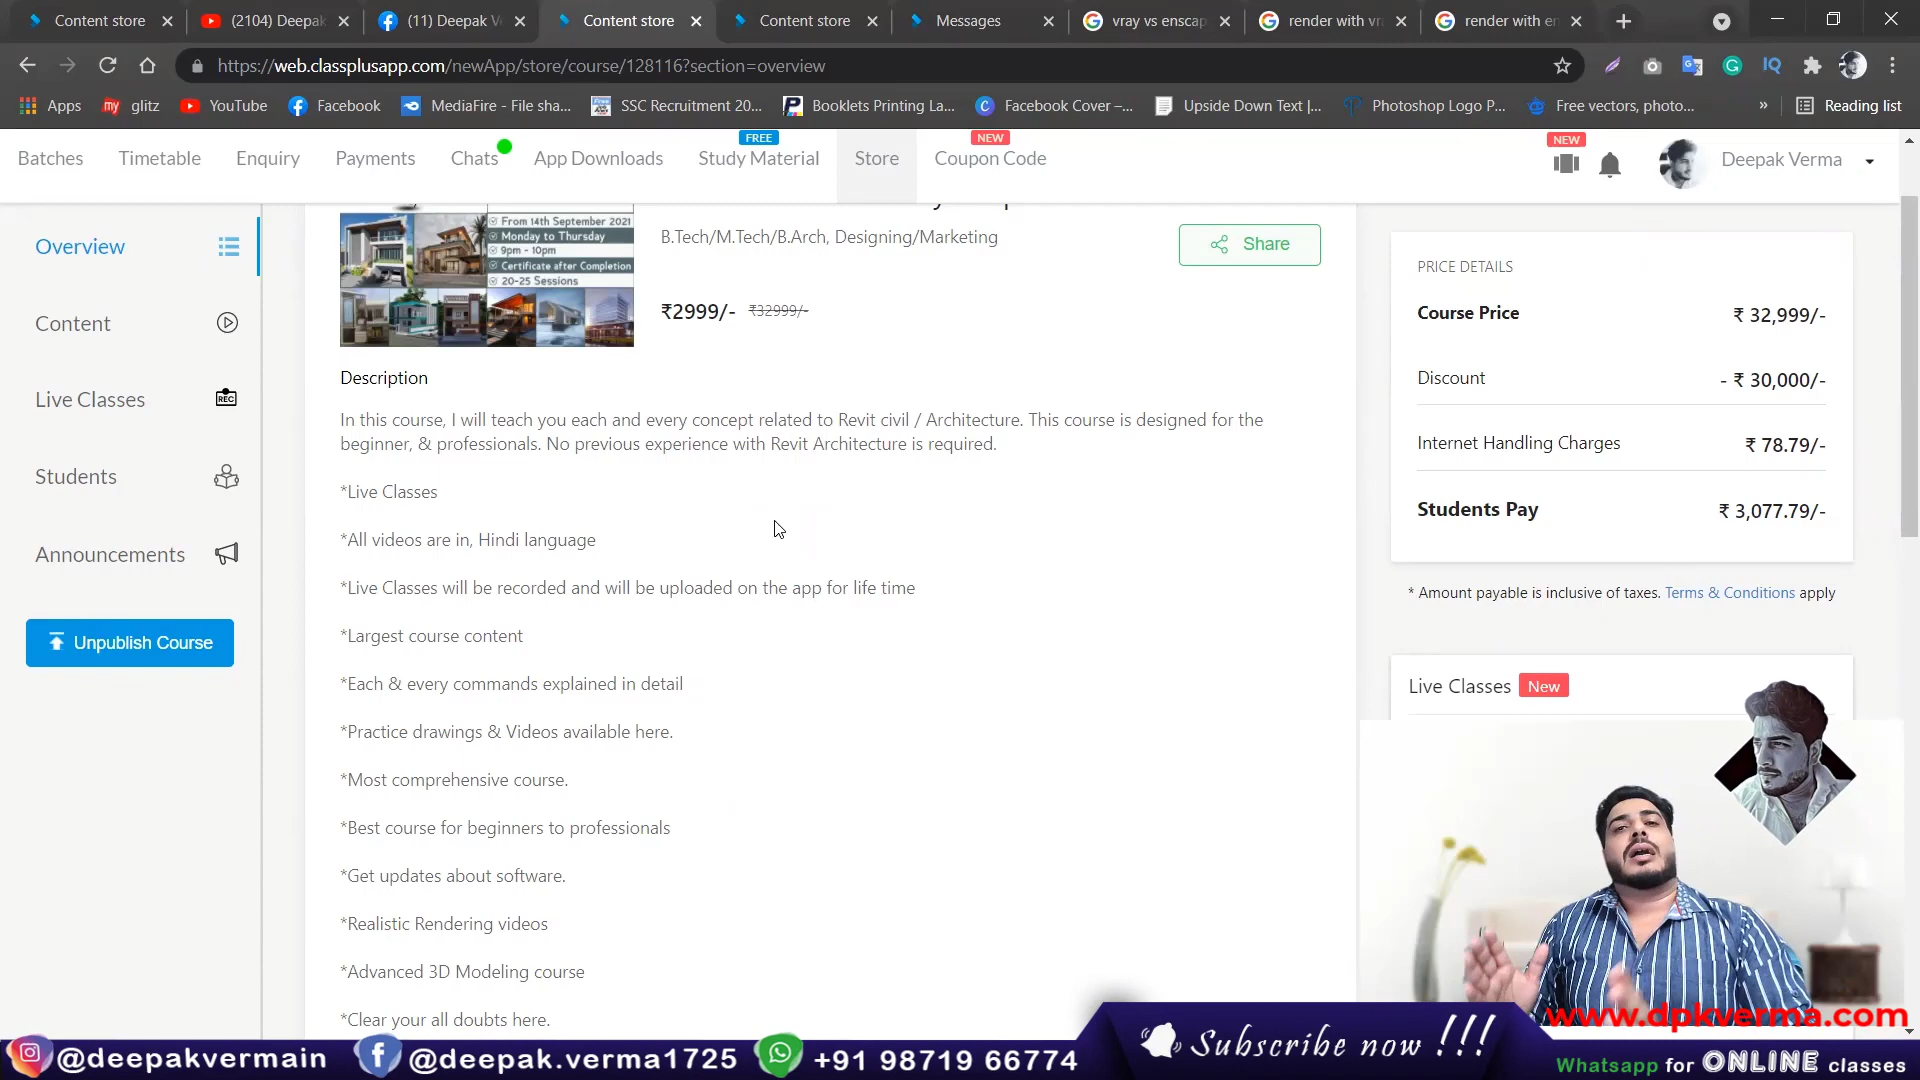 Content store
(2104) Deepak
(11) Deepak V
Content store
Content store
Messages
vray vs enscap
render with vr
render with en
https://web.classplusapp.com/newApp/store/course/128116?section=overview
Apps
my glitz
YouTube
Facebook
MediaFire - File sha...
SSC Recruitment 20...
Booklets Printing La...
Facebook Cover –...
Upside Down Text |...
Photoshop Logo P...
Free vectors, photo...
»
Reading list
FREE
NEW
NEW
Batches
Timetable
Enquiry
Payments
Chats
App Downloads
Study Material
Store
Coupon Code
Deepak Verma
Overview
Content
Live Classes
REC
Students
Announcements
Unpublish Course
From 14th September 2021
Monday to Thursday
9pm - 10pm
Certificate after Completion
20-25 Sessions
B.Tech/M.Tech/B.Arch, Designing/Marketing
Share
₹2999/- ₹32999/-
Description
In this course, I will teach you each and every concept related to Revit civil / Architecture. This course is designed for the
beginner, & professionals. No previous experience with Revit Architecture is required.
*Live Classes
*All videos are in, Hindi language
*Live Classes will be recorded and will be uploaded on the app for life time
*Largest course content
*Each & every commands explained in detail
*Practice drawings & Videos available here.
*Most comprehensive course.
*Best course for beginners to professionals
*Get updates about software.
*Realistic Rendering videos
*Advanced 3D Modeling course
*Clear your all doubts here.
PRICE DETAILS
Course Price ₹ 32,999/-
Discount - ₹ 30,000/-
Internet Handling Charges ₹ 78.79/-
Students Pay ₹ 3,077.79/-
* Amount payable is inclusive of taxes. Terms & Conditions apply
Live Classes New
www.dpkverma.com
@deepakvermain
@deepak.verma1725
+91 98719 66774
Subscribe now !!!
Whatsapp for ONLINE classes